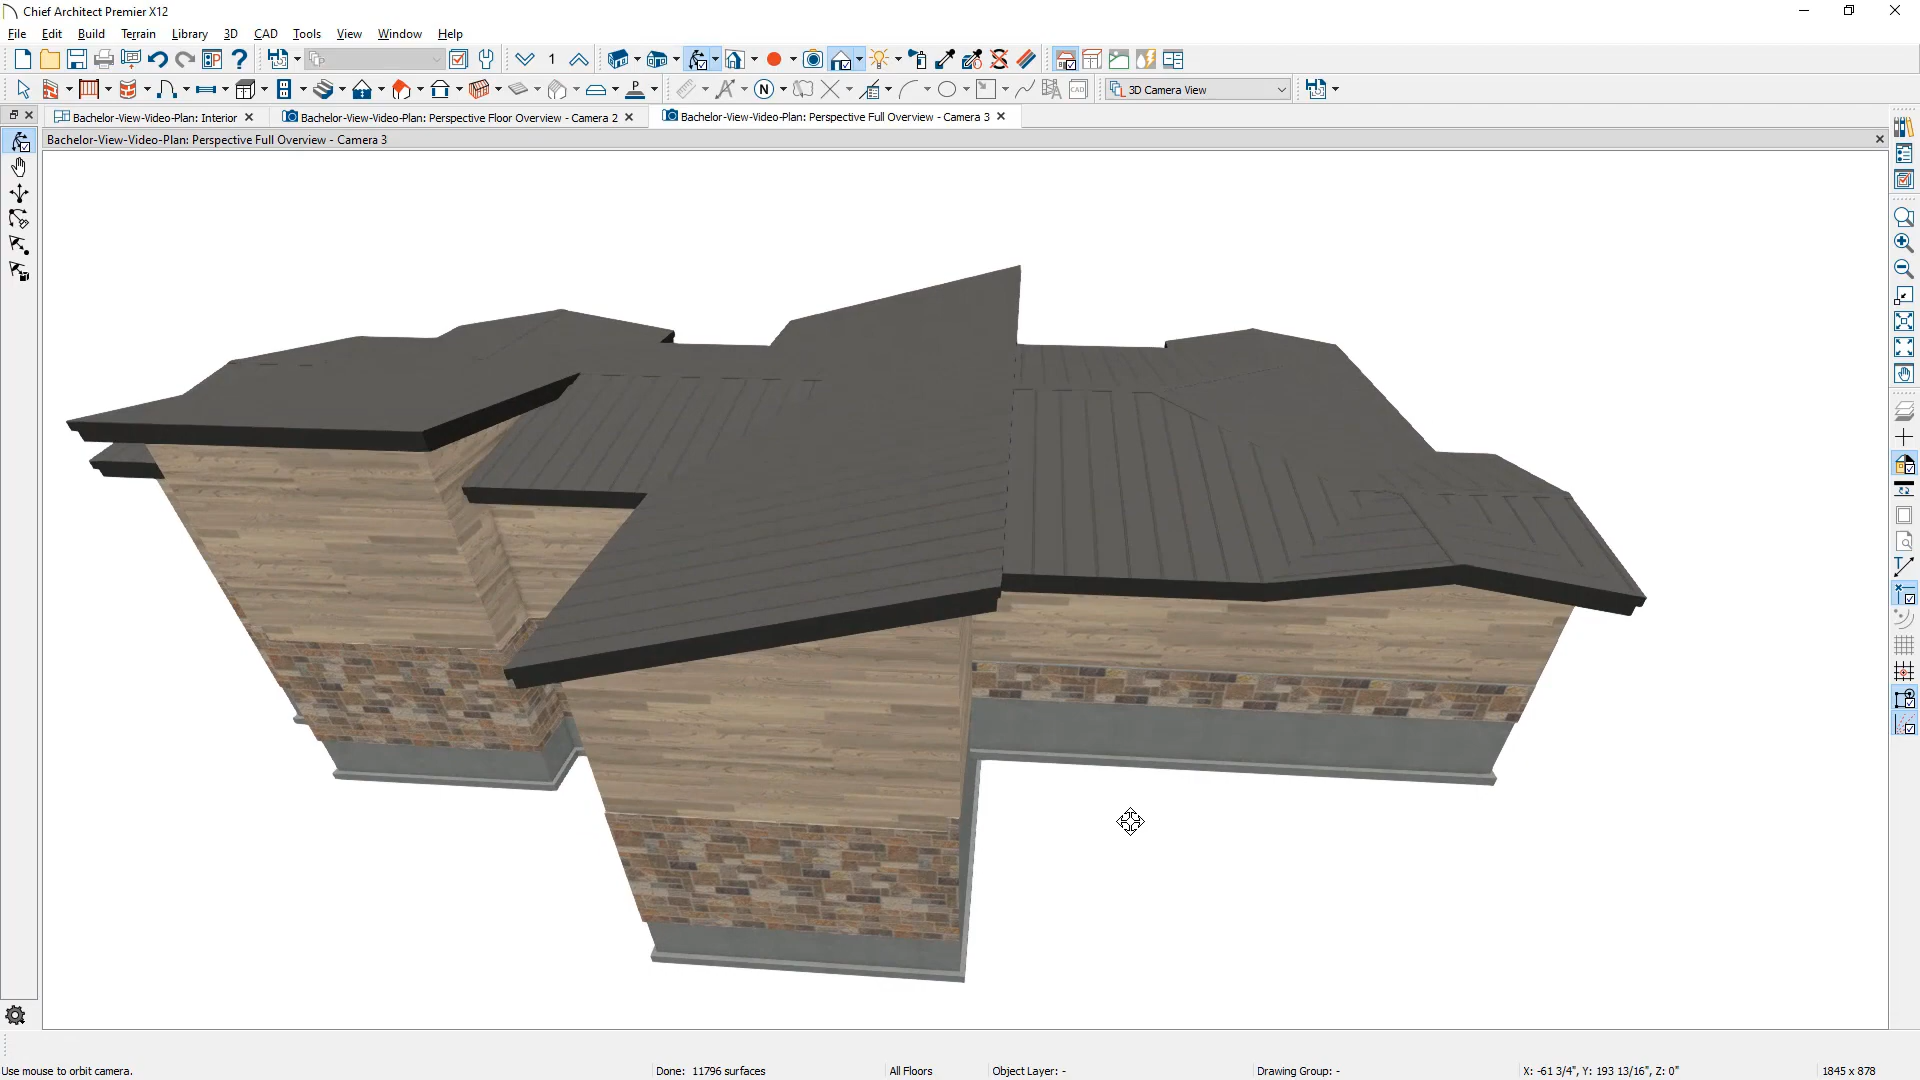 Chief Architect Premier X12
File Edit Build Terrain Library 3D CAD Tools View Window Help
1
N P CAD 3D Camera View
Bachelor-View-Video-Plan: Interior Bachelor-View-Video-Plan: Perspective Floor Overview - Camera 2 Bachelor-View-Video-Plan: Perspective Full Overview - Camera 3
Bachelor-View-Video-Plan: Perspective Full Overview - Camera 3
Use mouse to orbit camera. Done: 11796 surfaces All Floors Object Layer: - Drawing Group: - X: -61 3/4", Y: 193 13/16", Z: 0" 1845 x 878